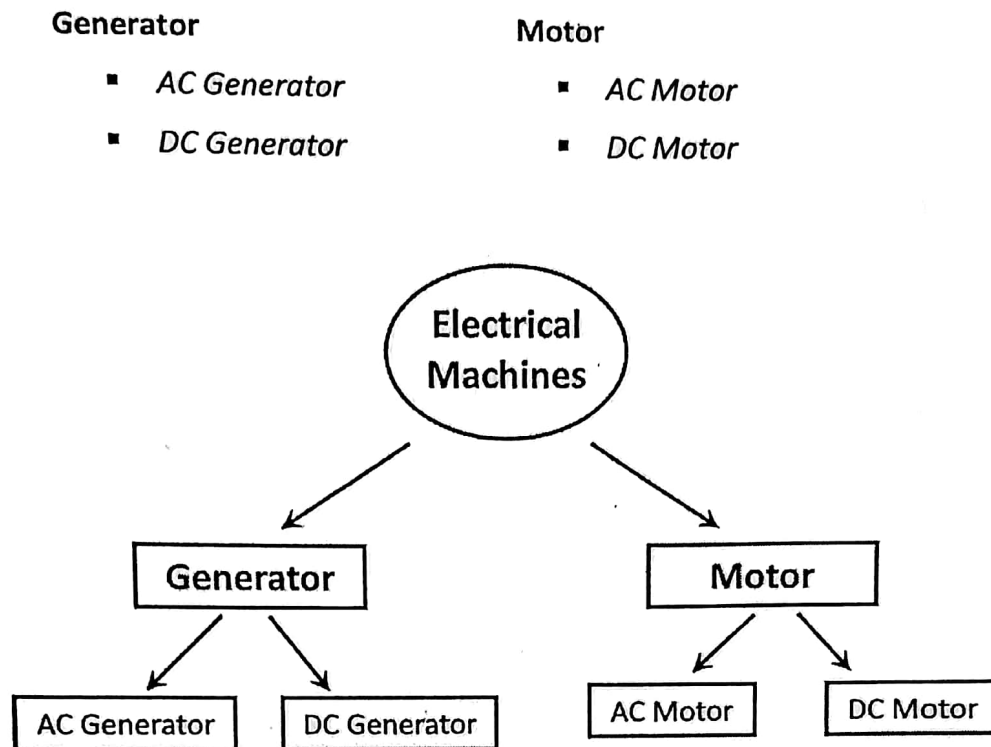 Generator
▪ AC Generator
▪ DC Generator
Motor
▪ AC Motor
▪ DC Motor
Electrical
Machines
Generator
Motor
AC Generator
DC Generator
AC Motor
DC Motor